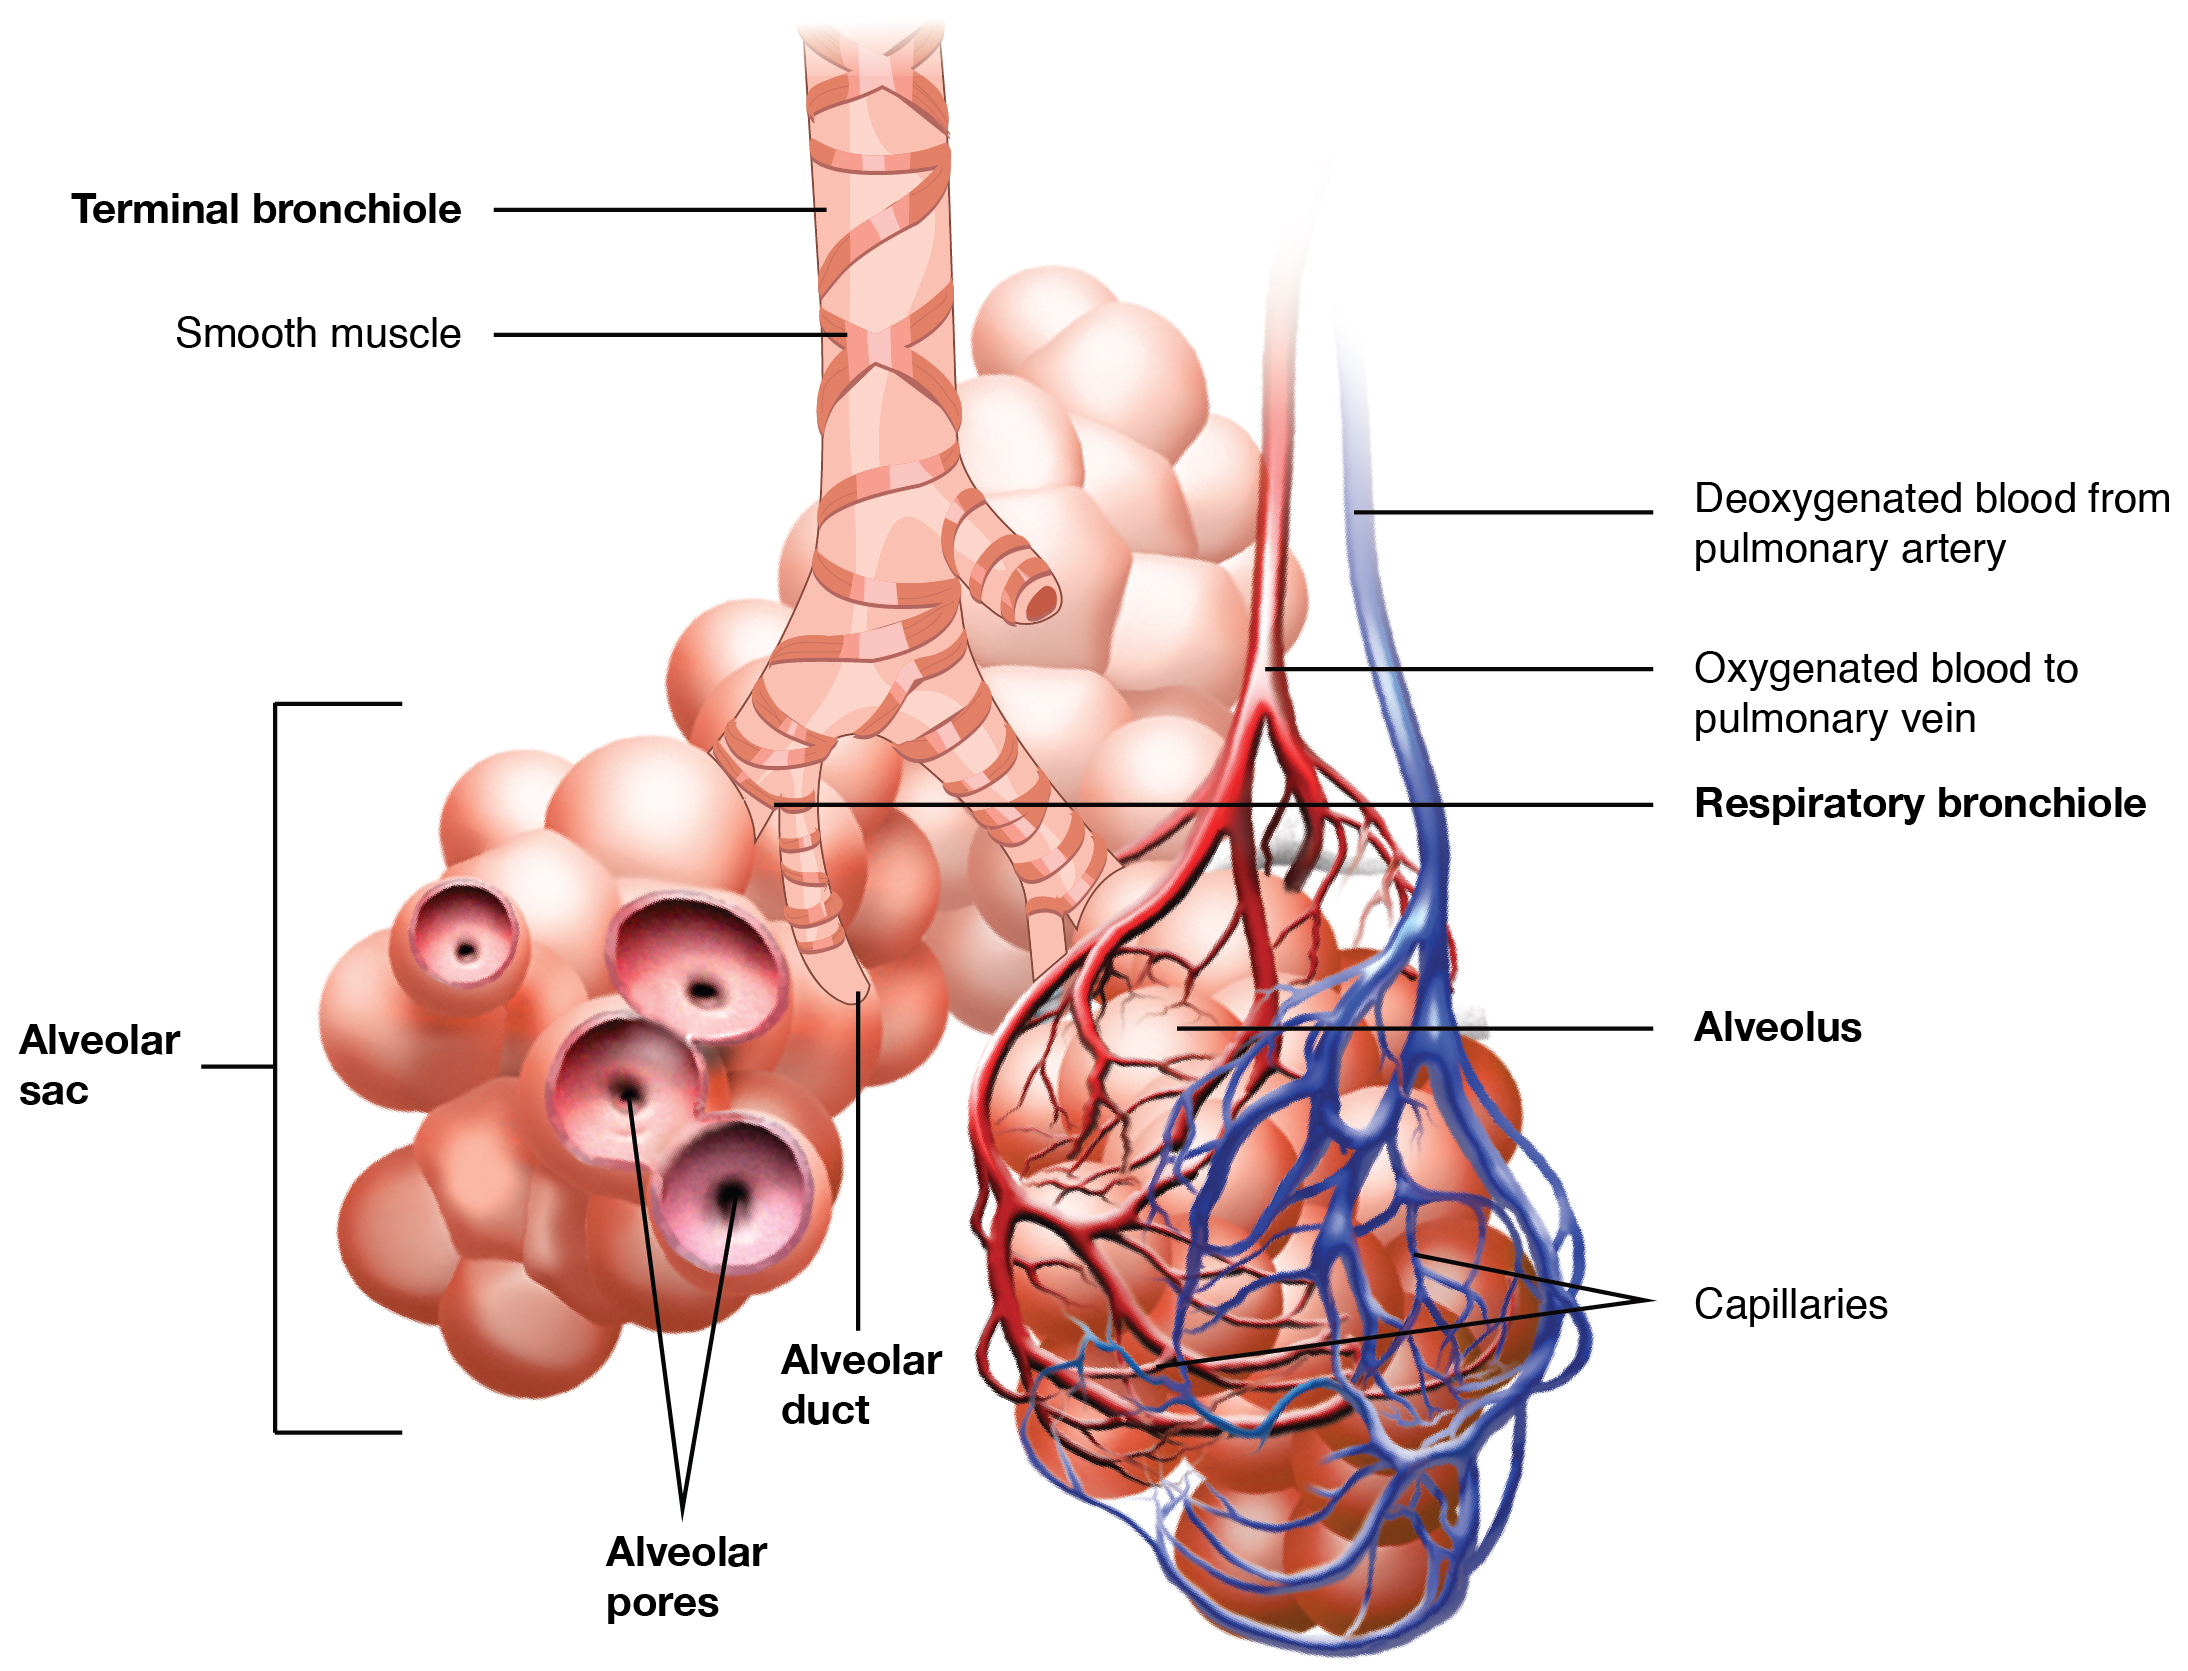 Terminal bronchiole
Smooth muscle
Deoxygenated blood from
pulmonary artery
Oxygenated blood to
pulmonary vein
Respiratory bronchiole
Alveolar
sac
Alveolus
Capillaries
Alveolar
duct
Alveolar
pores